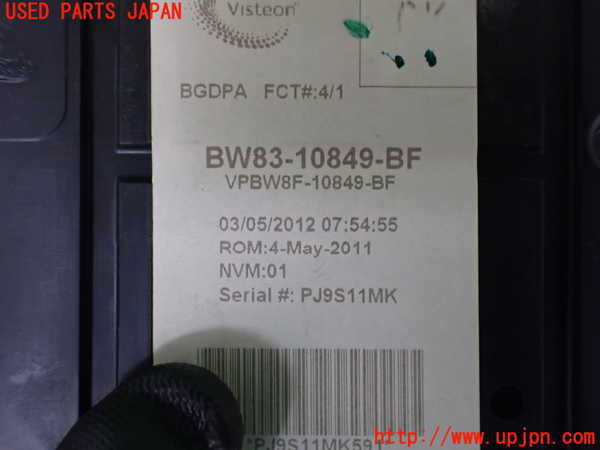 USED PARTS JAPAN
Visteon
BGDPA FCT#:4/1
BW83-10849-BF
VPBW8F-10849-BF
03/05/2012 07:54:55
ROM:4-May-2011
NVM:01
Serial #: PJ9S11MK
*PJ9S11MK591
http://www.upjpn.com